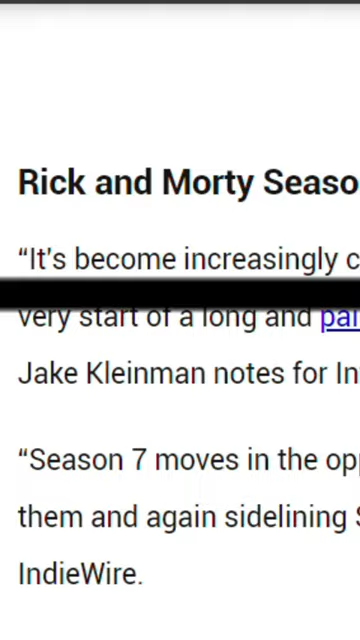 Rick and Morty Seaso
“It's become increasingly c
very start of a long and pai
Jake Kleinman notes for In
“Season 7 moves in the op
them and again sidelining S
IndieWire.